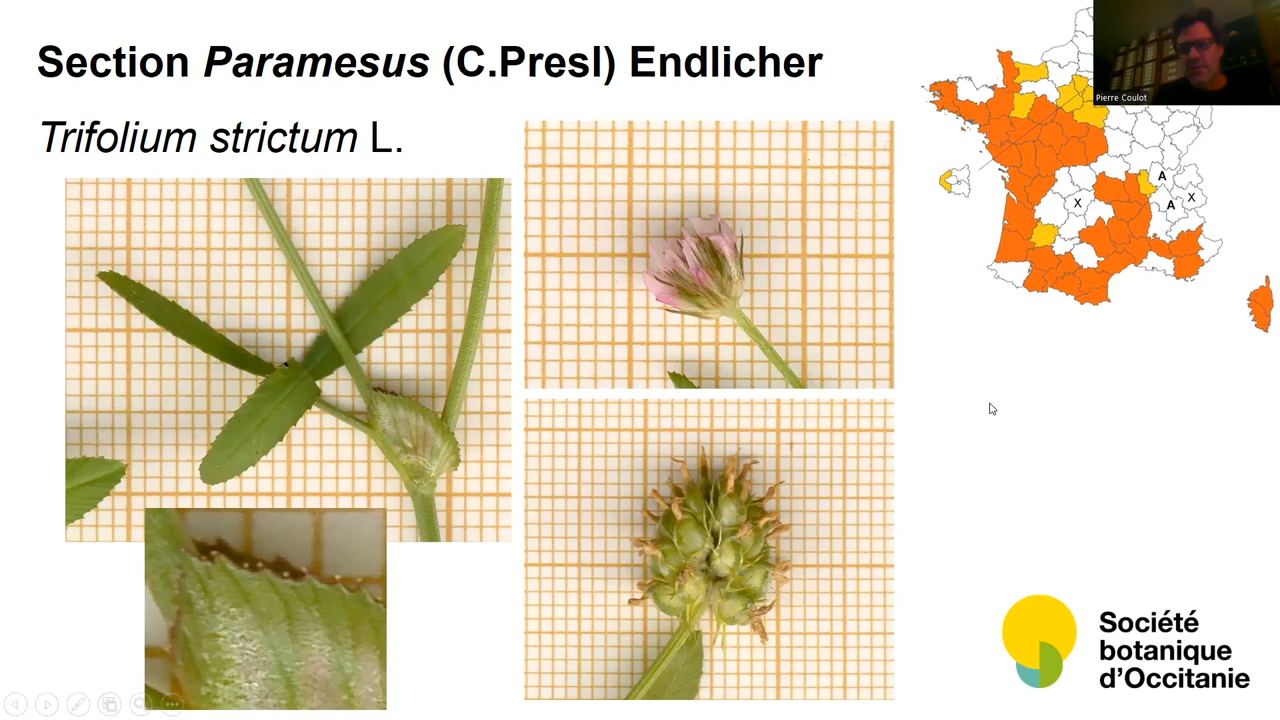 Section Paramesus (C.Presl) Endlicher
Trifolium strictum L.
Pierre Coulot
A
X
X
A
Société
botanique
d'Occitanie